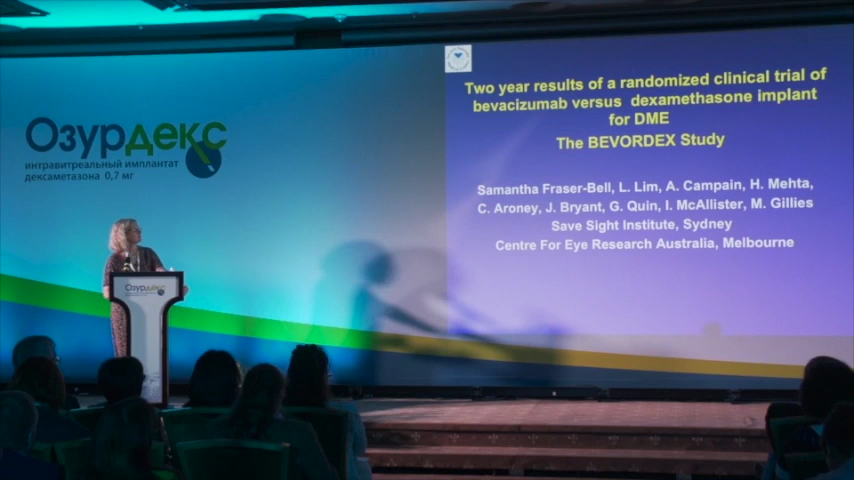 Озурдекс
интравитреальный имплантат
дексаметазона 0,7 мг
Two year results of a randomized clinical trial of
bevacizumab versus dexamethasone implant
for DME
The BEVORDEX Study
Samantha Fraser-Bell, L. Lim, A. Campain, H. Mehta,
C. Aroney, J. Bryant, G. Quin, I. McAllister, M. Gillies
Save Sight Institute, Sydney
Centre For Eye Research Australia, Melbourne
Озурдекс